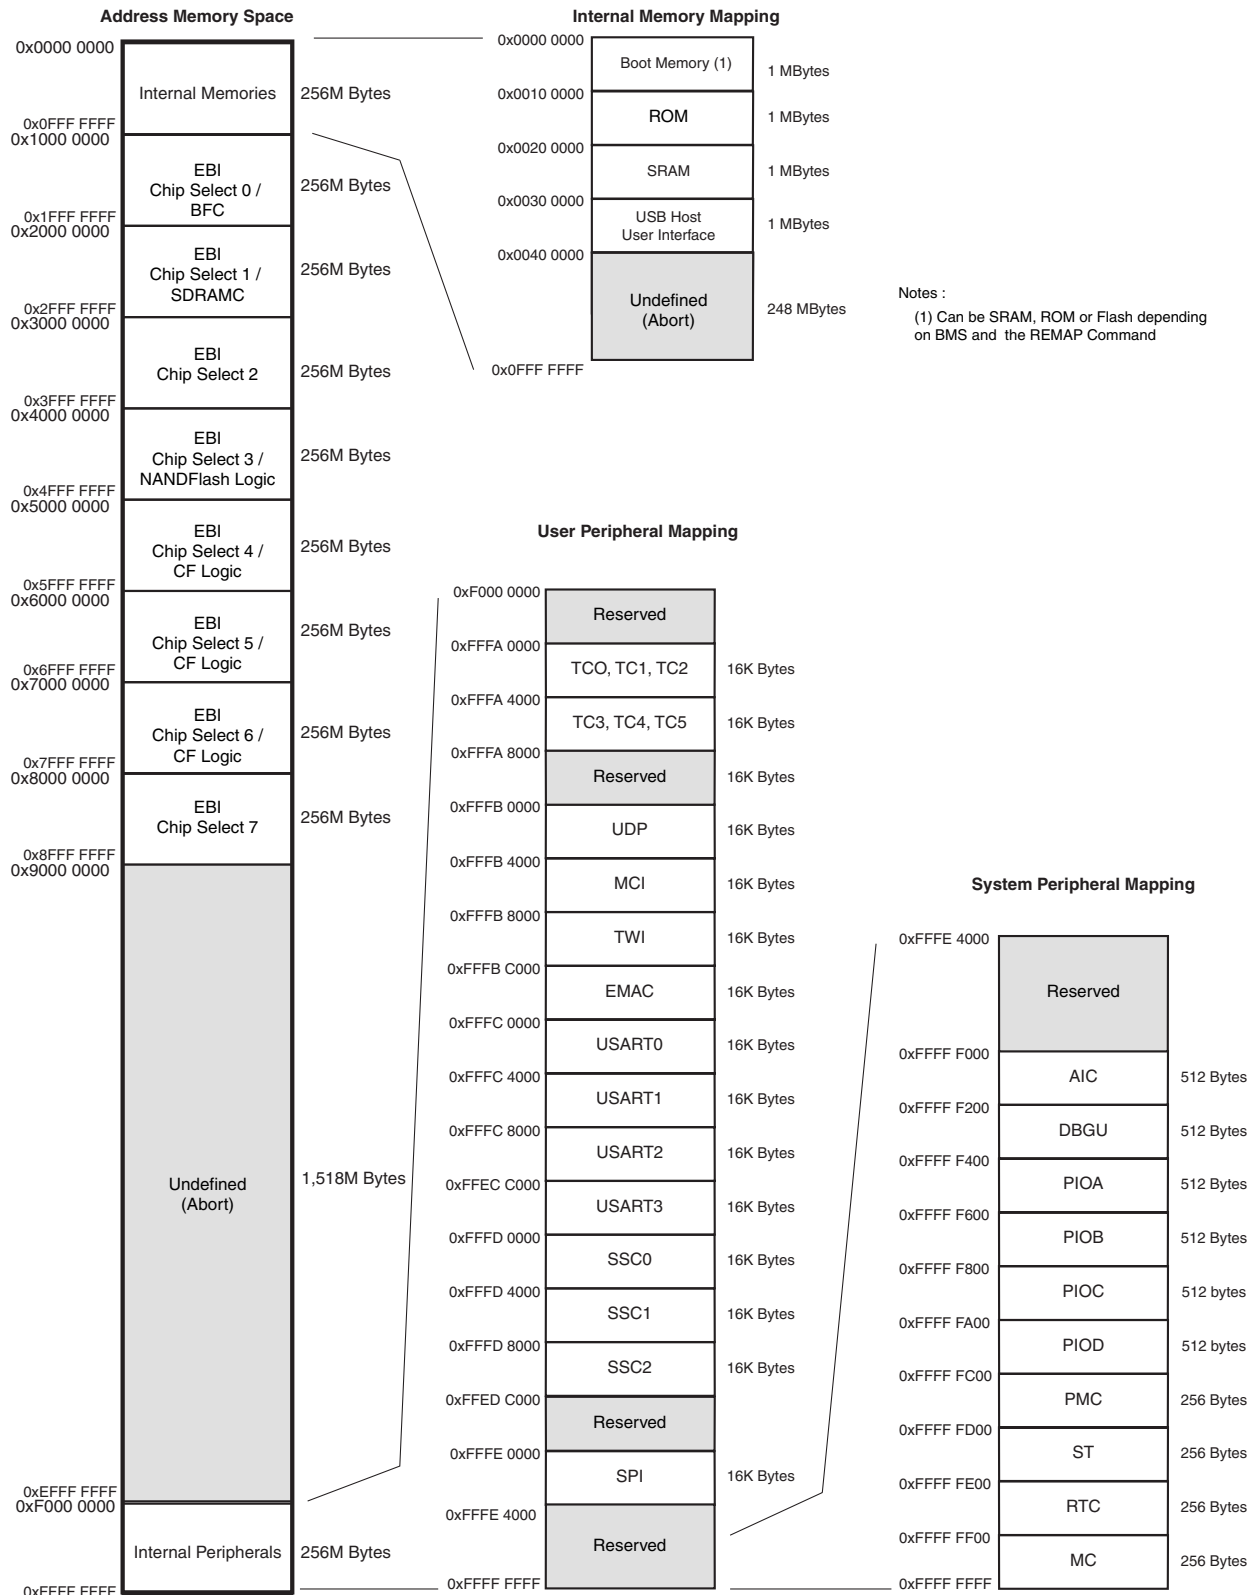 Address Memory Space
0x0000 0000
Internal Memories
256M Bytes
0x0FFF FFFF
0x1000 0000
EBI
Chip Select 0 /
BFC
256M Bytes
0x1FFF FFFF
0x2000 0000
EBI
Chip Select 1 /
SDRAMC
256M Bytes
0x2FFF FFFF
0x3000 0000
EBI
Chip Select 2
256M Bytes
0x3FFF FFFF
0x4000 0000
EBI
Chip Select 3 /
NANDFlash Logic
256M Bytes
0x4FFF FFFF
0x5000 0000
EBI
Chip Select 4 /
CF Logic
256M Bytes
0x5FFF FFFF
0x6000 0000
EBI
Chip Select 5 /
CF Logic
256M Bytes
0x6FFF FFFF
0x7000 0000
EBI
Chip Select 6 /
CF Logic
256M Bytes
0x7FFF FFFF
0x8000 0000
EBI
Chip Select 7
256M Bytes
0x8FFF FFFF
0x9000 0000
Undefined
(Abort)
1,518M Bytes
0xEFFF FFFF
0xF000 0000
Internal Peripherals
256M Bytes
0xFFFF FFFF
Internal Memory Mapping
0x0000 0000
Boot Memory (1)
1 MBytes
0x0010 0000
ROM
1 MBytes
0x0020 0000
SRAM
1 MBytes
0x0030 0000
USB Host
User Interface
1 MBytes
0x0040 0000
Undefined
(Abort)
248 MBytes
0x0FFF FFFF
Notes :
(1) Can be SRAM, ROM or Flash depending
on BMS and the REMAP Command
User Peripheral Mapping
0xF000 0000
Reserved
0xFFFA 0000
TCO, TC1, TC2
16K Bytes
0xFFFA 4000
TC3, TC4, TC5
16K Bytes
0xFFFA 8000
Reserved
16K Bytes
0xFFFB 0000
UDP
16K Bytes
0xFFFB 4000
MCI
16K Bytes
0xFFFB 8000
TWI
16K Bytes
0xFFFB C000
EMAC
16K Bytes
0xFFFC 0000
USART0
16K Bytes
0xFFFC 4000
USART1
16K Bytes
0xFFFC 8000
USART2
16K Bytes
0xFFEC C000
USART3
16K Bytes
0xFFFD 0000
SSC0
16K Bytes
0xFFFD 4000
SSC1
16K Bytes
0xFFFD 8000
SSC2
16K Bytes
0xFFED C000
Reserved
0xFFFE 0000
SPI
16K Bytes
0xFFFE 4000
Reserved
0xFFFF FFFF
System Peripheral Mapping
0xFFFE 4000
Reserved
0xFFFF F000
AIC
512 Bytes
0xFFFF F200
DBGU
512 Bytes
0xFFFF F400
PIOA
512 Bytes
0xFFFF F600
PIOB
512 Bytes
0xFFFF F800
PIOC
512 bytes
0xFFFF FA00
PIOD
512 bytes
0xFFFF FC00
PMC
256 Bytes
0xFFFF FD00
ST
256 Bytes
0xFFFF FE00
RTC
256 Bytes
0xFFFF FF00
MC
256 Bytes
0xFFFF FFFF